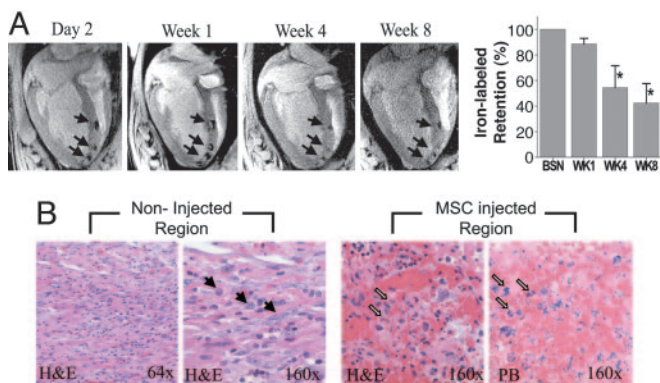 A
Day 2
Week 1
Week 4
Week 8
Iron-labeled
Retention (%)
100
80
60
40
20
0
*
*
BSN
WK1
WK4
WK8
B
Non- Injected
Region
MSC injected
Region
H&E
64x
H&E
160x
H&E
160x
PB
160x